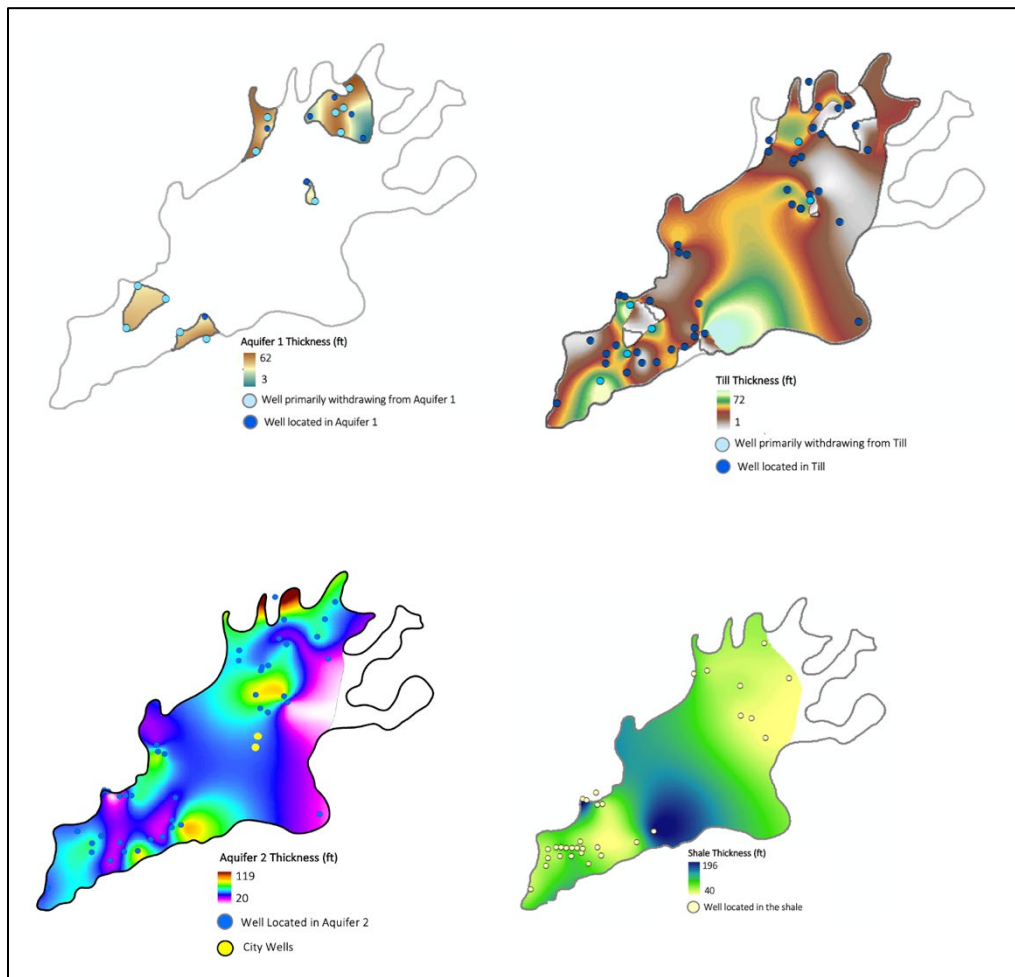 Aquifer 1 Thickness (ft)
62
3
Well primarily withdrawing from Aquifer 1
Well located in Aquifer 1
Till Thickness (ft)
72
1
Well primarily withdrawing from Till
Well located in Till
Aquifer 2 Thickness (ft)
119
20
Well Located in Aquifer 2
City Wells
Shale Thickness (ft)
196
40
Well located in the shale